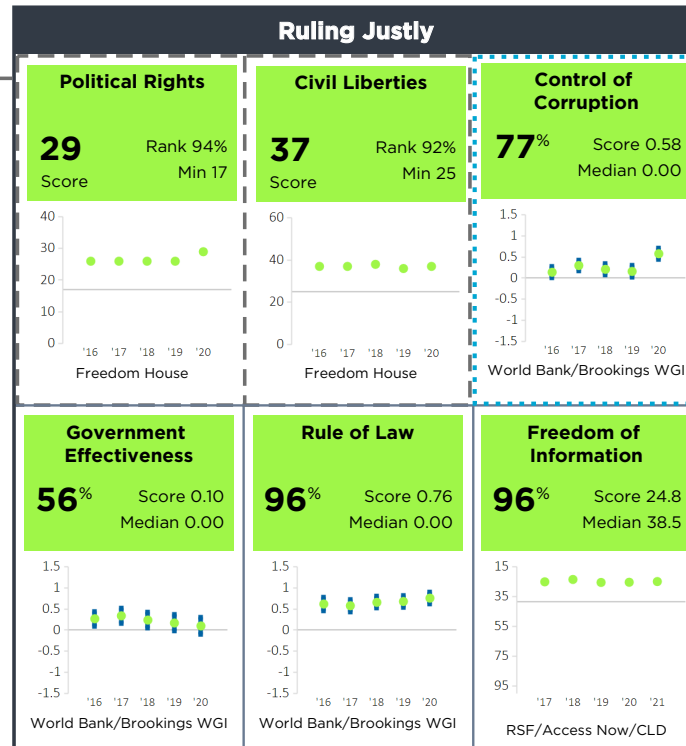 Ruling Justly
Political Rights
29
Score
Rank 94%
Min 17
40
30
20
10
0
'16 '17 '18 '19 '20
Freedom House
Civil Liberties
37
Score
Rank 92%
Min 25
60
40
20
0
'16 '17 '18 '19 '20
Freedom House
Control of
Corruption
77%
Score 0.58
Median 0.00
1.5
1
0.5
0
-0.5
-1
-1.5
'16 '17 '18 '19 '20
World Bank/Brookings WGI
Government
Effectiveness
56%
Score 0.10
Median 0.00
1.5
1
0.5
0
-0.5
-1
-1.5
'16 '17 '18 '19 '20
World Bank/Brookings WGI
Rule of Law
96%
Score 0.76
Median 0.00
1.5
1
0.5
0
-0.5
-1
-1.5
'16 '17 '18 '19 '20
World Bank/Brookings WGI
Freedom of
Information
96%
Score 24.8
Median 38.5
15
35
55
75
95
'17 '18 '19 '20 '21
RSF/Access Now/CLD